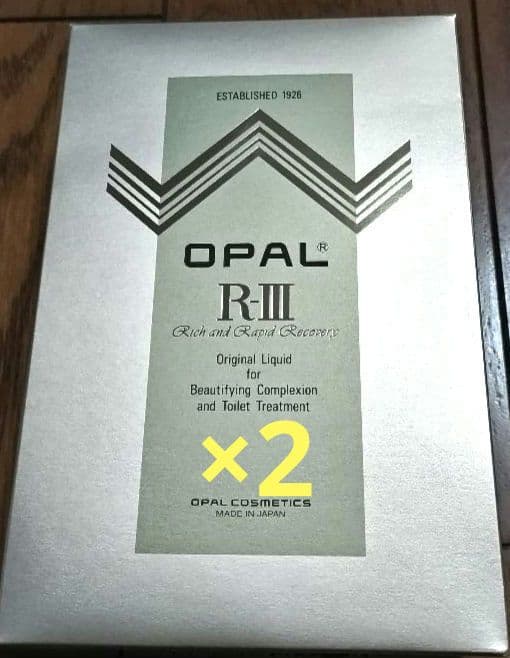 ESTABLISHED 1926
OPAL®
R-III
Rich and Rapid Recovery
Original Liquid
for
Beautifying Complexion
and Toilet Treatment
×2
OPAL COSMETICS
MADE IN JAPAN